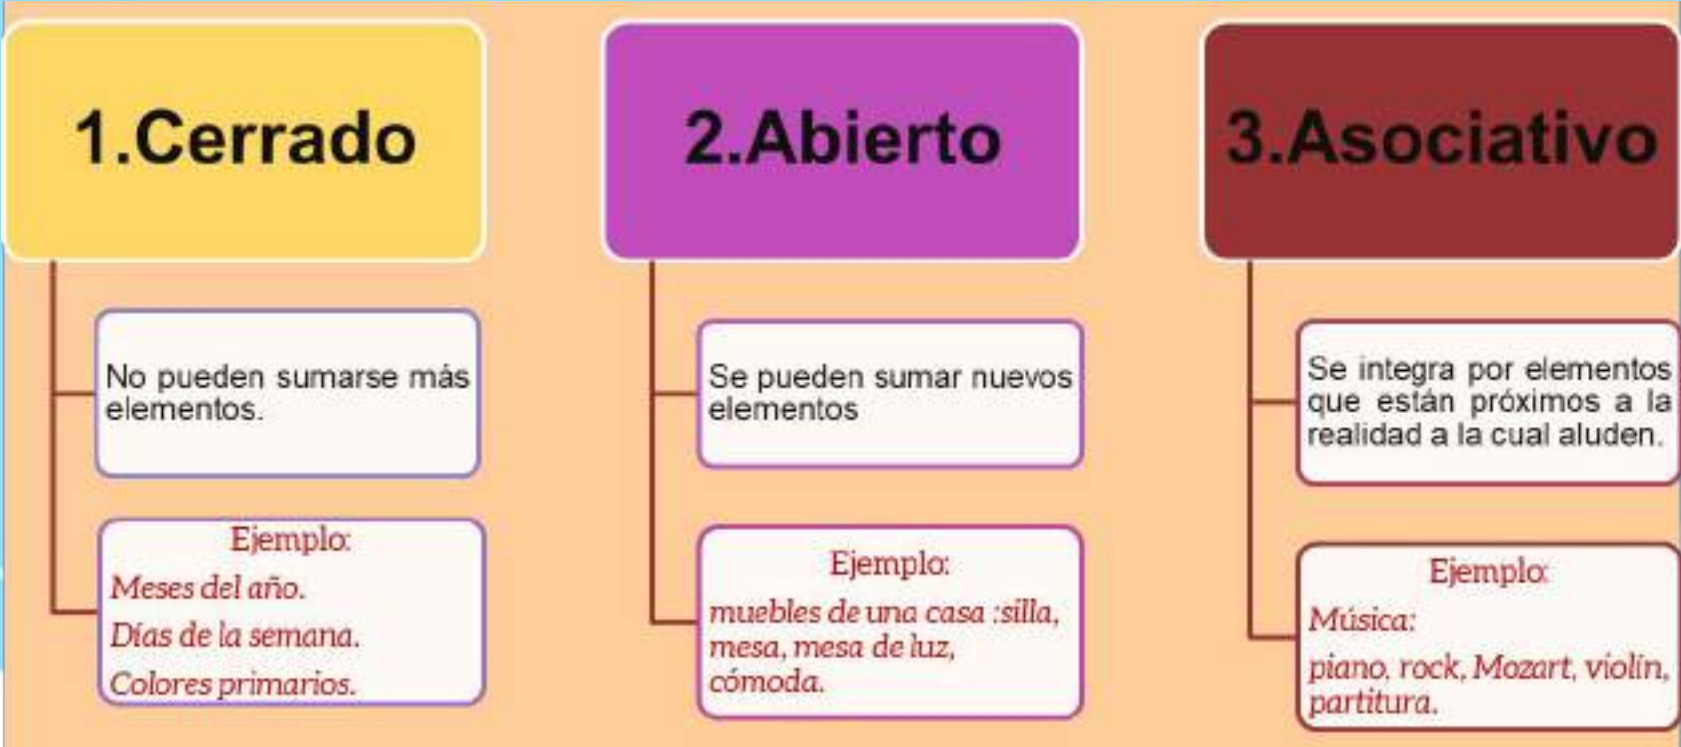 1.Cerrado
No pueden sumarse más
elementos.
Ejemplo:
Meses del año.
Días de la semana.
Colores primarios.
2.Abierto
Se pueden sumar nuevos
elementos
Ejemplo:
muebles de una casa :silla,
mesa, mesa de luz,
cómoda.
3.Asociativo
Se integra por elementos
que están próximos a la
realidad a la cual aluden.
Ejemplo:
Música:
piano, rock, Mozart, violín,
partitura.